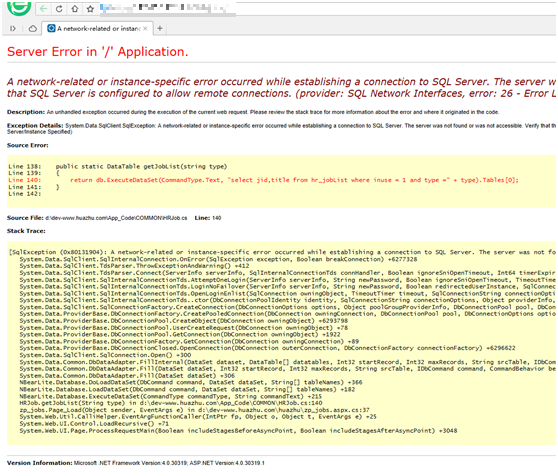 A network-related or instanc
Server Error in '/' Application.
A network-related or instance-specific error occurred while establishing a connection to SQL Server. The server w
that SQL Server is configured to allow remote connections. (provider: SQL Network Interfaces, error: 26 - Error L
Description: An unhandled exception occurred during the execution of the current web request. Please review the stack trace for more information about the error and where it originated in the code.
Exception Details: System.Data.SqlClient.SqlException: A network-related or instance-specific error occurred while establishing a connection to SQL Server. The server was not found or was not accessible. Verify that th
Server/Instance Specified)
Source Error:
Line 138:    public static DataTable getJobList(string type)
Line 139:    {
Line 140:        return db.ExecuteDataSet(CommandType.Text, "select jid,title from hr_jobList where inuse = 1 and type =" + type).Tables[0];
Line 141:    }
Line 142:
Source File: d:\dev-www.huazhu.com\App_Code\COMMON\HRJob.cs    Line: 140
Stack Trace:
[SqlException (0x80131904): A network-related or instance-specific error occurred while establishing a connection to SQL Server. The server was not fo
System.Data.SqlClient.SqlInternalConnection.OnError(SqlException exception, Boolean breakConnection) +6277328
System.Data.SqlClient.TdsParser.ThrowExceptionAndWarning() +412
System.Data.SqlClient.TdsParser.Connect(ServerInfo serverInfo, SqlInternalConnectionTds connHandler, Boolean ignoreSniOpenTimeout, Int64 timerExpir
System.Data.SqlClient.SqlInternalConnectionTds.AttemptOneLogin(ServerInfo serverInfo, String newPassword, Boolean ignoreSniOpenTimeout, TimeoutTime
System.Data.SqlClient.SqlInternalConnectionTds.LoginNoFailover(ServerInfo serverInfo, String newPassword, Boolean redirectedUserInstance, SqlConnec
System.Data.SqlClient.SqlInternalConnectionTds.OpenLoginEnlist(SqlConnection owningObject, TimeoutTimer timeout, SqlConnectionString connectionOpti
System.Data.SqlClient.SqlInternalConnectionTds..ctor(DbConnectionPoolIdentity identity, SqlConnectionString connectionOptions, Object providerInfo,
System.Data.SqlClient.SqlConnectionFactory.CreateConnection(DbConnectionOptions options, Object poolGroupProviderInfo, DbConnectionPool pool, DbCon
System.Data.ProviderBase.DbConnectionFactory.CreatePooledConnection(DbConnection owningConnection, DbConnectionPool pool, DbConnectionOptions optio
System.Data.ProviderBase.DbConnectionPool.CreateObject(DbConnection owningObject) +6293798
System.Data.ProviderBase.DbConnectionPool.UserCreateRequest(DbConnection owningObject) +78
System.Data.ProviderBase.DbConnectionPool.GetConnection(DbConnection owningObject) +1922
System.Data.ProviderBase.DbConnectionFactory.GetConnection(DbConnection owningConnection) +89
System.Data.ProviderBase.DbConnectionClosed.OpenConnection(DbConnection outerConnection, DbConnectionFactory connectionFactory) +6296622
System.Data.SqlClient.SqlConnection.Open() +300
System.Data.Common.DbDataAdapter.FillInternal(DataSet dataset, DataTable[] datatables, Int32 startRecord, Int32 maxRecords, String srcTable, IDbCom
System.Data.Common.DbDataAdapter.Fill(DataSet dataSet, Int32 startRecord, Int32 maxRecords, String srcTable, IDbCommand command, CommandBehavior be
System.Data.Common.DbDataAdapter.Fill(DataSet dataSet) +306
NBearLite.Database.DoLoadDataSet(DbCommand command, DataSet dataSet, String[] tableNames) +366
NBearLite.Database.LoadDataSet(DbCommand command, DataSet dataSet, String[] tableNames) +182
NBearLite.Database.ExecuteDataSet(CommandType commandType, String commandText) +215
HRJob.getJobList(String type) in d:\dev-www.huazhu.com\App_Code\COMMON\HRJob.cs:140
zp_jobs.Page_Load(Object sender, EventArgs e) in d:\dev-www.huazhu.com\huazhu\zp_jobs.aspx.cs:37
System.Web.Util.CalliHelper.EventArgFunctionCaller(IntPtr fp, Object o, Object t, EventArgs e) +25
System.Web.UI.Control.LoadRecursive() +71
System.Web.UI.Page.ProcessRequestMain(Boolean includeStagesBeforeAsyncPoint, Boolean includeStagesAfterAsyncPoint) +3048
Version Information: Microsoft .NET Framework Version:4.0.30319; ASP.NET Version:4.0.30319.1